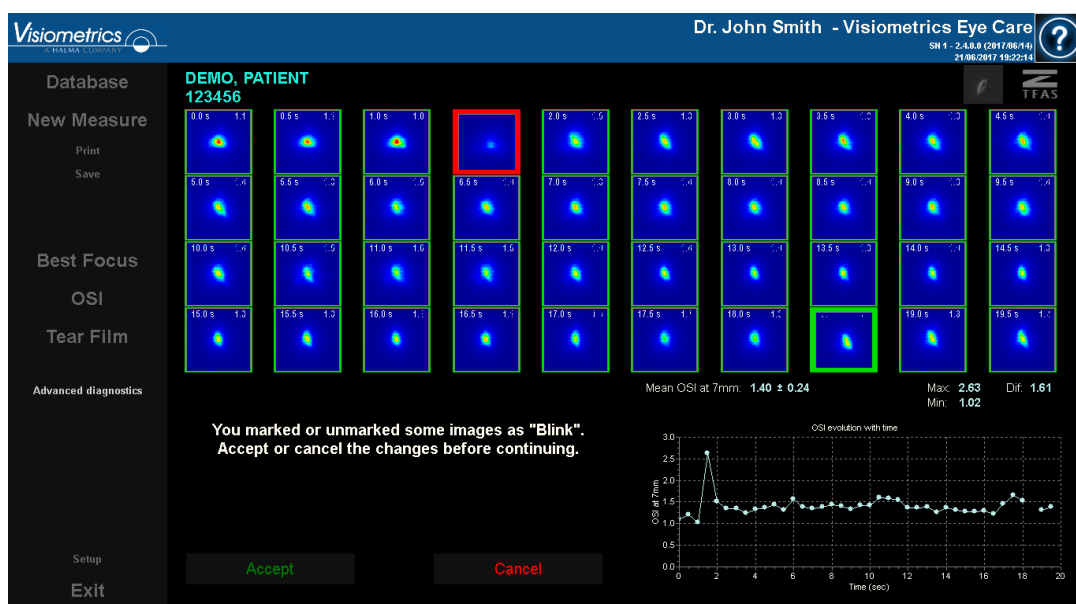 Visiometrics
A HALMA COMPANY
Dr. John Smith - Visiometrics Eye Care
SN 1 - 2.4.0.0 (2017/06/14)
21/06/2017 19:22:14
?
Database
New Measure
Print
Save
Best Focus
OSI
Tear Film
Advanced diagnostics
Setup
Exit
DEMO, PATIENT
123456
TFAS
0.0 s 1.1 0.5 s 1.0 s 1.0 2.0 s 2.5 s 1.3 3.0 s 1.3 3.5 s 4.0 s 4.5 s
5.0 s 5.5 s 6.0 s 6.5 s 7.0 s 7.5 s 8.0 s 8.5 s 9.0 s 9.5 s
10.0 s 10.5 s 11.0 s 1.6 11.5 s 12.0 s 12.5 s 13.0 s 13.5 s 14.0 s 14.5 s 1.3
15.0 s 1.3 15.5 s 1.3 16.0 s 16.5 s 17.0 s 17.5 s 18.0 s 19.0 s 1.3 19.5 s
Mean OSI at 7mm: 1.40 ± 0.24
Max: 2.63 Dif: 1.61
Min: 1.02
You marked or unmarked some images as "Blink".
Accept or cancel the changes before continuing.
Accept
Cancel
OSI evolution with time
OSI at 7mm
3.0
2.5
2.0
1.5
1.0
0.5
0.0
0 2 4 6 8 10 12 14 16 18 20
Time (sec)